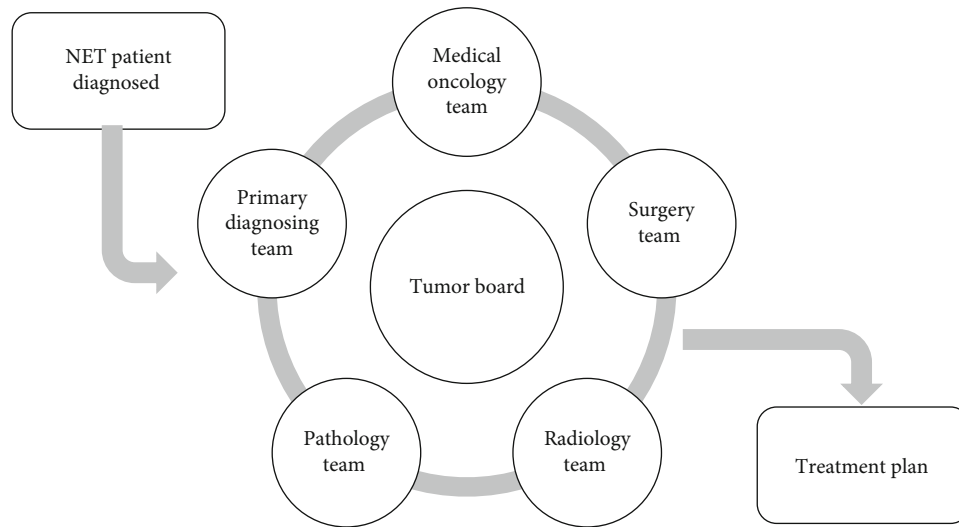 NET patient
diagnosed
Medical
oncology
team
Primary
diagnosing
team
Surgery
team
Tumor board
Pathology
team
Radiology
team
Treatment plan